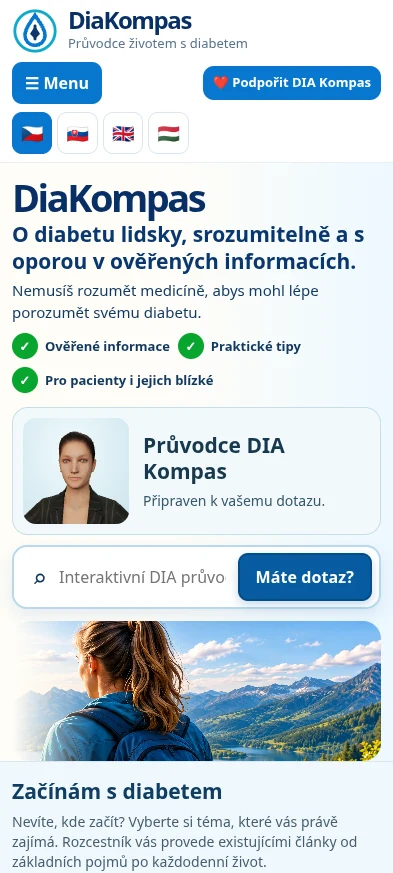 DiaKompas
Průvodce životem s diabetem
☰ Menu
❤️ Podpořit DIA Kompas
DiaKompas
O diabetu lidsky, srozumitelně a s
oporou v ověřených informacích.
Nemusíš rozumět medicíně, abys mohl lépe
porozumět svému diabetu.
✓ Ověřené informace ✓ Praktické tipy
✓ Pro pacienty i jejich blízké
Průvodce DIA
Kompas
Připraven k vašemu dotazu.
Interaktivní DIA průvo
Máte dotaz?
Začínám s diabetem
Nevíte, kde začít? Vyberte si téma, které vás právě
zajímá. Rozcestník vás provede existujícími články od
základních pojmů po každodenní život.